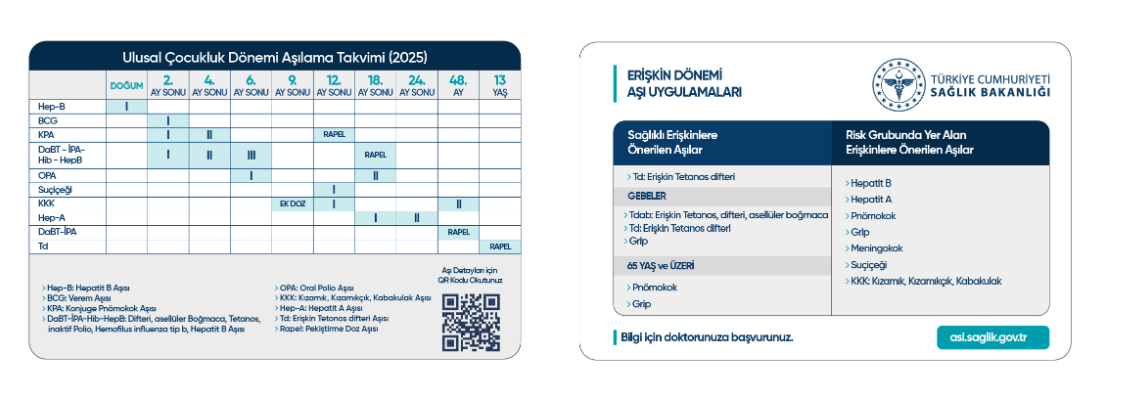 Ulusal Çocukluk Dönemi Aşılama Takvimi (2025)
DOĞUM 2. AY SONU 4. AY SONU 6. AY SONU 9. AY SONU 12. AY SONU 18. AY SONU 24. AY SONU 48. AY 13 YAŞ
Hep-B I
BCG I
KPA I II RAPEL
DaBT - İPA-
Hib - HepB I II III RAPEL
OPA I II
Suçiçeği I
KKK EK DOZ I II
Hep-A I II
DaBT-İPA RAPEL
Td RAPEL
> Hep-B: Hepatit B Aşısı
> BCG: Verem Aşısı
> KPA: Konjuge Pnömokok Aşısı
> DaBT-İPA-Hib-HepB: Difteri, asellüler Boğmaca, Tetanos,
inaktif Polio, Hemofilus influenza tip b, Hepatit B Aşısı
> OPA: Oral Polio Aşısı
> KKK: Kızamık, Kızamıkçık, Kabakulak Aşısı
> Hep-A: Hepatit A Aşısı
> Td: Erişkin Tetonos difteri Aşısı
> Rapel: Pekiştirme Doz Aşısı
Aşı Detayları için
QR Kodu Okutunuz
ERİŞKİN DÖNEMİ
AŞI UYGULAMALARI
TÜRKİYE CUMHURİYETİ
SAĞLIK BAKANLIĞI
Sağlıklı Erişkinlere
Önerilen Aşılar
> Td: Erişkin Tetanos difteri
GEBELER
> Tdab: Erişkin Tetanos, difteri, asellüler boğmaca
> Td: Erişkin Tetanos difteri
> Grip
65 YAŞ ve ÜZERİ
> Pnömokok
> Grip
Risk Grubunda Yer Alan
Erişkinlere Önerilen Aşılar
> Hepatit B
> Hepatit A
> Pnömokok
> Grip
> Meningokok
> Suçiçeği
> KKK: Kızamık, Kızamıkçık, Kabakulak
Bilgi için doktorunuza başvurunuz.
asi.saglik.gov.tr